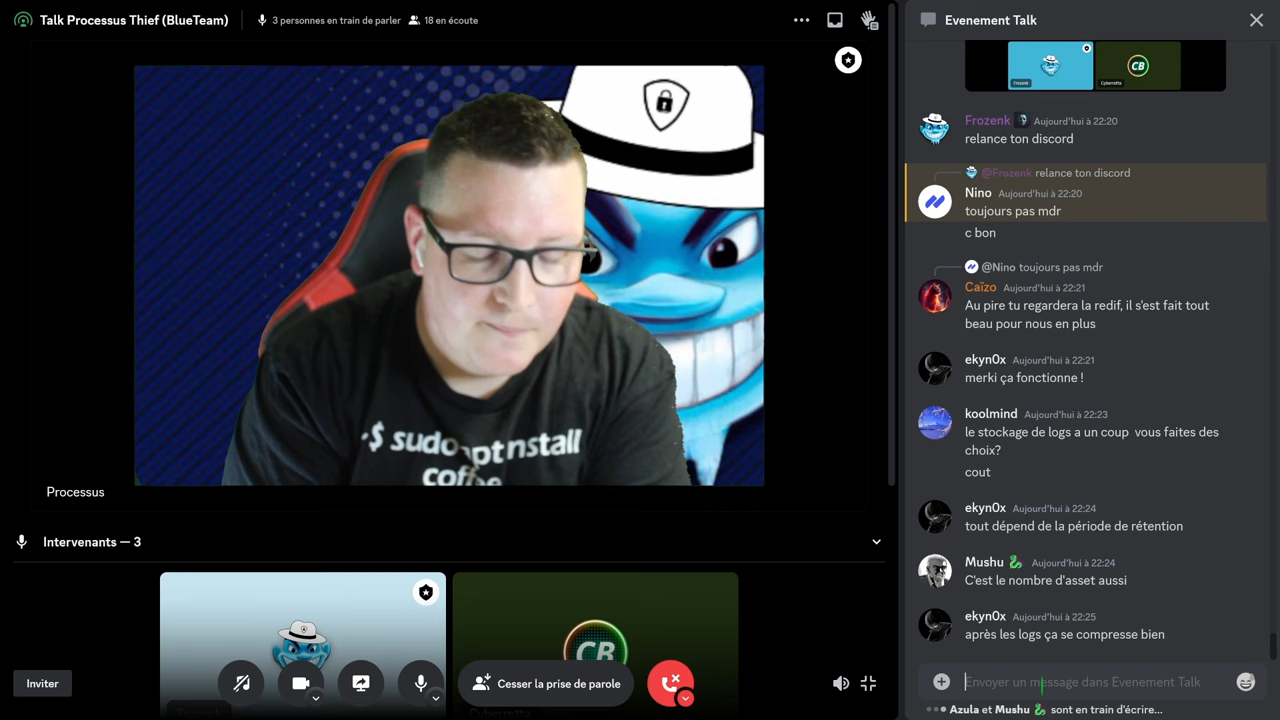 Talk Processus Thief (BlueTeam)
3 personnes en train de parler
18 en écoute
Processus
~$ sudo apt install
coffee
Intervenants — 3
CB
Inviter
Cesser la prise de parole
Evenement Talk
Frozenk
CB
Cyberretta
Frozenk Aujourd'hui à 22:20
relance ton discord
@Frozenk relance ton discord
Nino Aujourd'hui à 22:20
toujours pas mdr
c bon
@Nino toujours pas mdr
Caïzo Aujourd'hui à 22:21
Au pire tu regardera la redif, il s'est fait tout
beau pour nous en plus
ekyn0x Aujourd'hui à 22:21
merki ça fonctionne !
koolmind Aujourd'hui à 22:23
le stockage de logs a un coup vous faites des
choix?
cout
ekyn0x Aujourd'hui à 22:24
tout dépend de la période de rétention
Mushu 🐉 Aujourd'hui à 22:24
C'est le nombre d'asset aussi
ekyn0x Aujourd'hui à 22:25
après les logs ça se compresse bien
Envoyer un message dans Evenement Talk
Azula et Mushu 🐉 sont en train d'écrire...